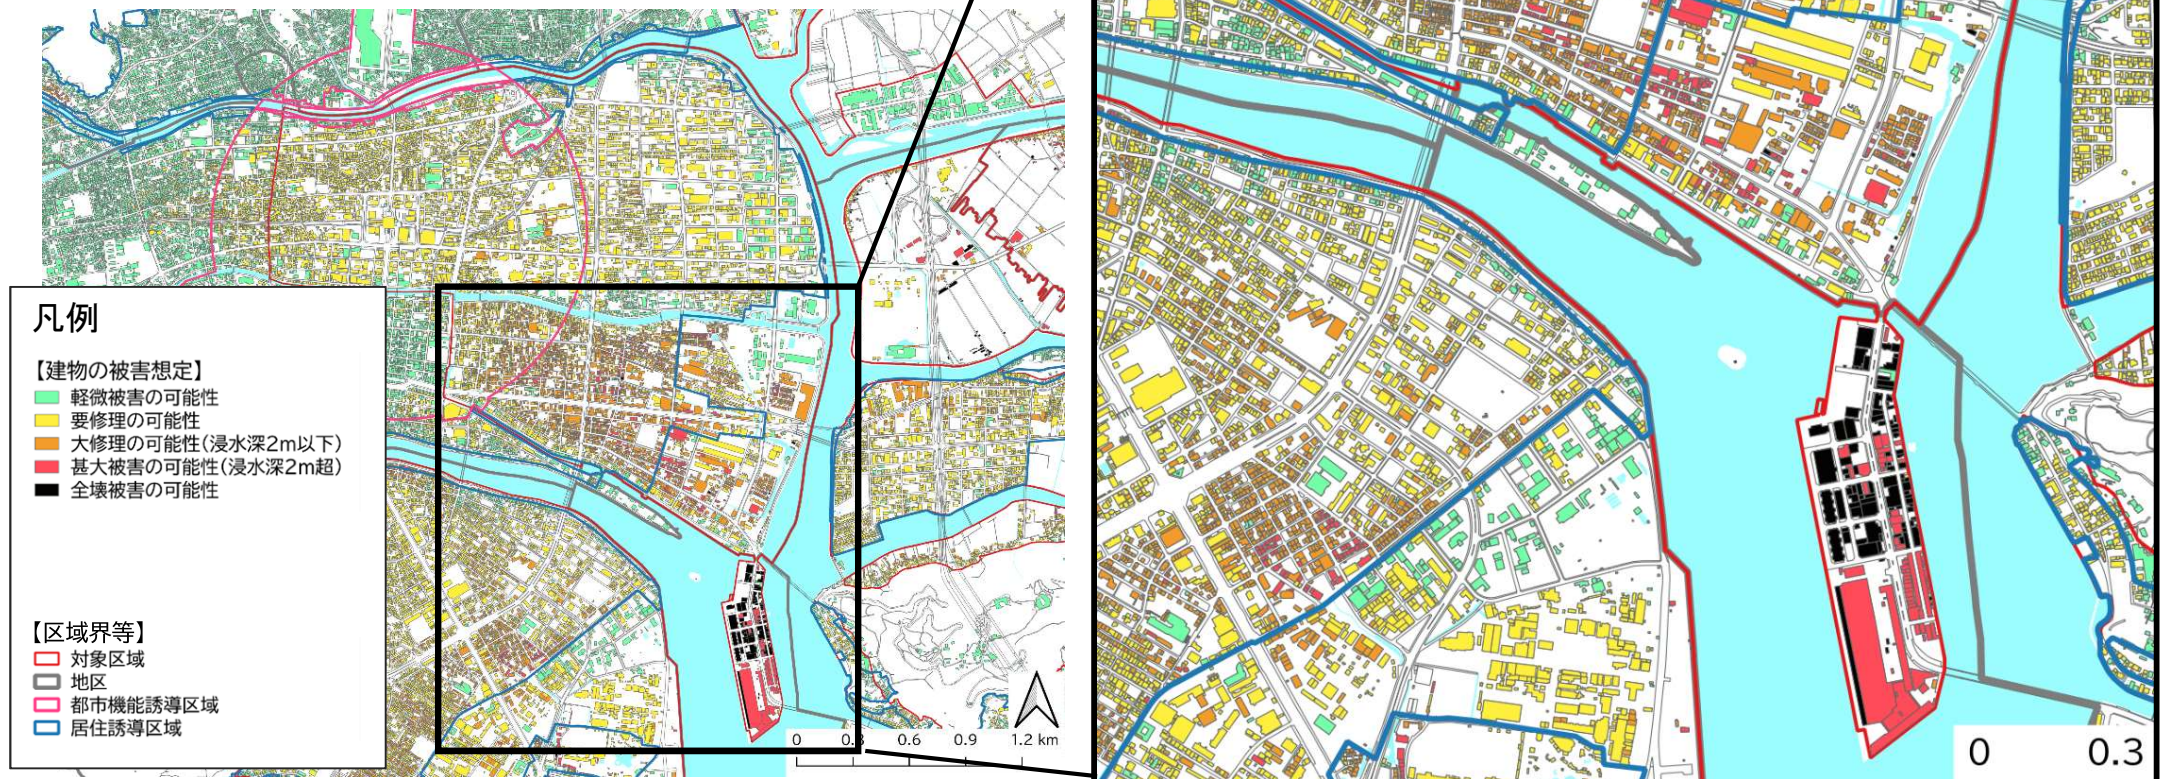 凡例
【建物の被害想定】
軽微被害の可能性
要修理の可能性
大修理の可能性(浸水深2m以下)
甚大被害の可能性(浸水深2m超)
全壊被害の可能性
【区域界等】
対象区域
地区
都市機能誘導区域
居住誘導区域
0 0.3 0.6 0.9 1.2 km
0 0.3